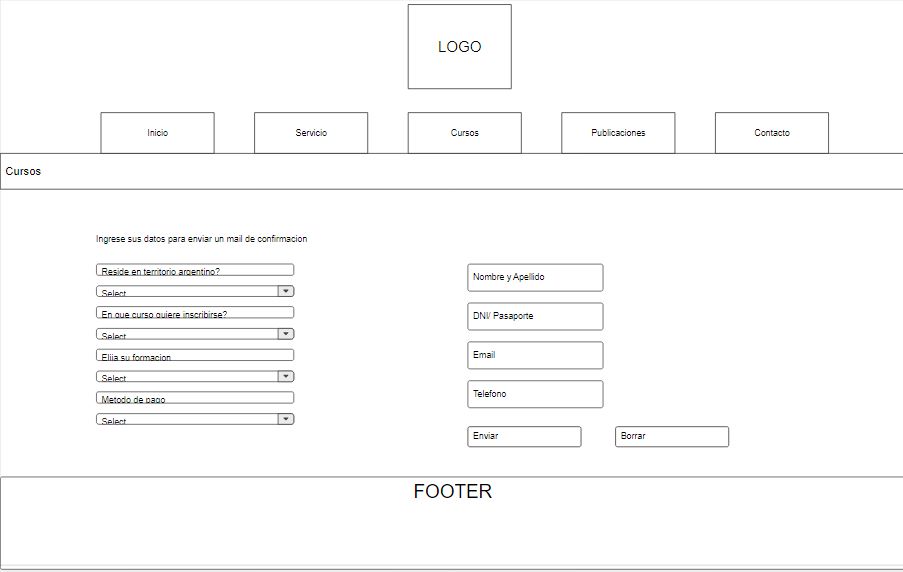 LOGO
Inicio
Servicio
Cursos
Publicaciones
Contacto
Cursos
Ingrese sus datos para enviar un mail de confirmacion
Reside en territorio argentino?
Select
En que curso quiere inscribirse?
Select
Elija su formacion
Select
Metodo de pago
Select
Nombre y Apellido
DNI/ Pasaporte
Email
Telefono
Enviar
Borrar
FOOTER